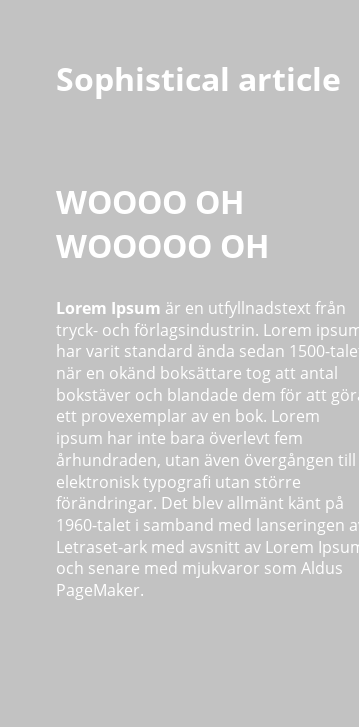 Sophistical article
WOOOO OH
WOOOOO OH
Lorem Ipsum är en utfyllnadstext från
tryck- och förlagsindustrin. Lorem ipsum
har varit standard ända sedan 1500-talet
när en okänd boksättare tog att antal
bokstäver och blandade dem för att göra
ett provexemplar av en bok. Lorem
ipsum har inte bara överlevt fem
århundraden, utan även övergången till
elektronisk typografi utan större
förändringar. Det blev allmänt känt på
1960-talet i samband med lanseringen av
Letraset-ark med avsnitt av Lorem Ipsum
och senare med mjukvaror som Aldus
PageMaker.